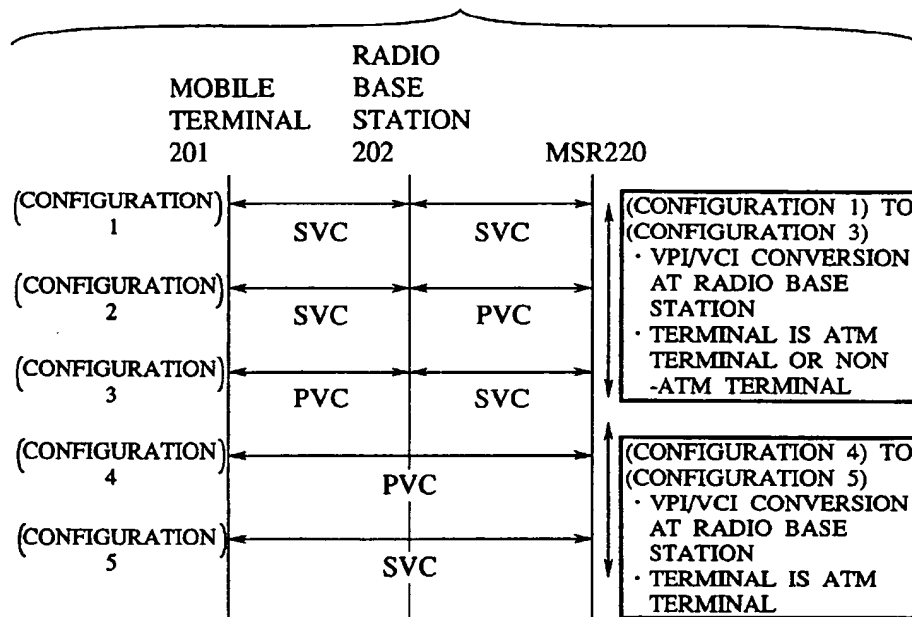 RADIO
MOBILE BASE
TERMINAL STATION
201 202 MSR220
(CONFIGURATION)
1
SVC SVC
(CONFIGURATION 1) TO
(CONFIGURATION 3)
· VPI/VCI CONVERSION
AT RADIO BASE
STATION
· TERMINAL IS ATM
TERMINAL OR NON
-ATM TERMINAL
(CONFIGURATION)
2
SVC PVC
(CONFIGURATION)
3
PVC SVC
(CONFIGURATION)
4
PVC
(CONFIGURATION 4) TO
(CONFIGURATION 5)
· VPI/VCI CONVERSION
AT RADIO BASE
STATION
· TERMINAL IS ATM
TERMINAL
(CONFIGURATION)
5
SVC